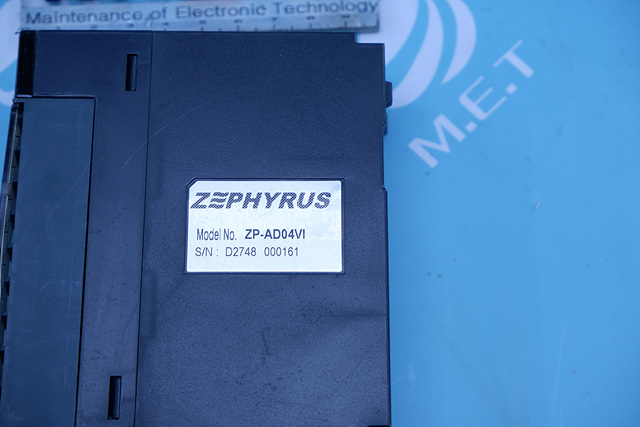 Maintenance of Electronic Technology
M.E.T
ZEPHYRUS
Model No. ZP-AD04VI
S/N : D2748 000161